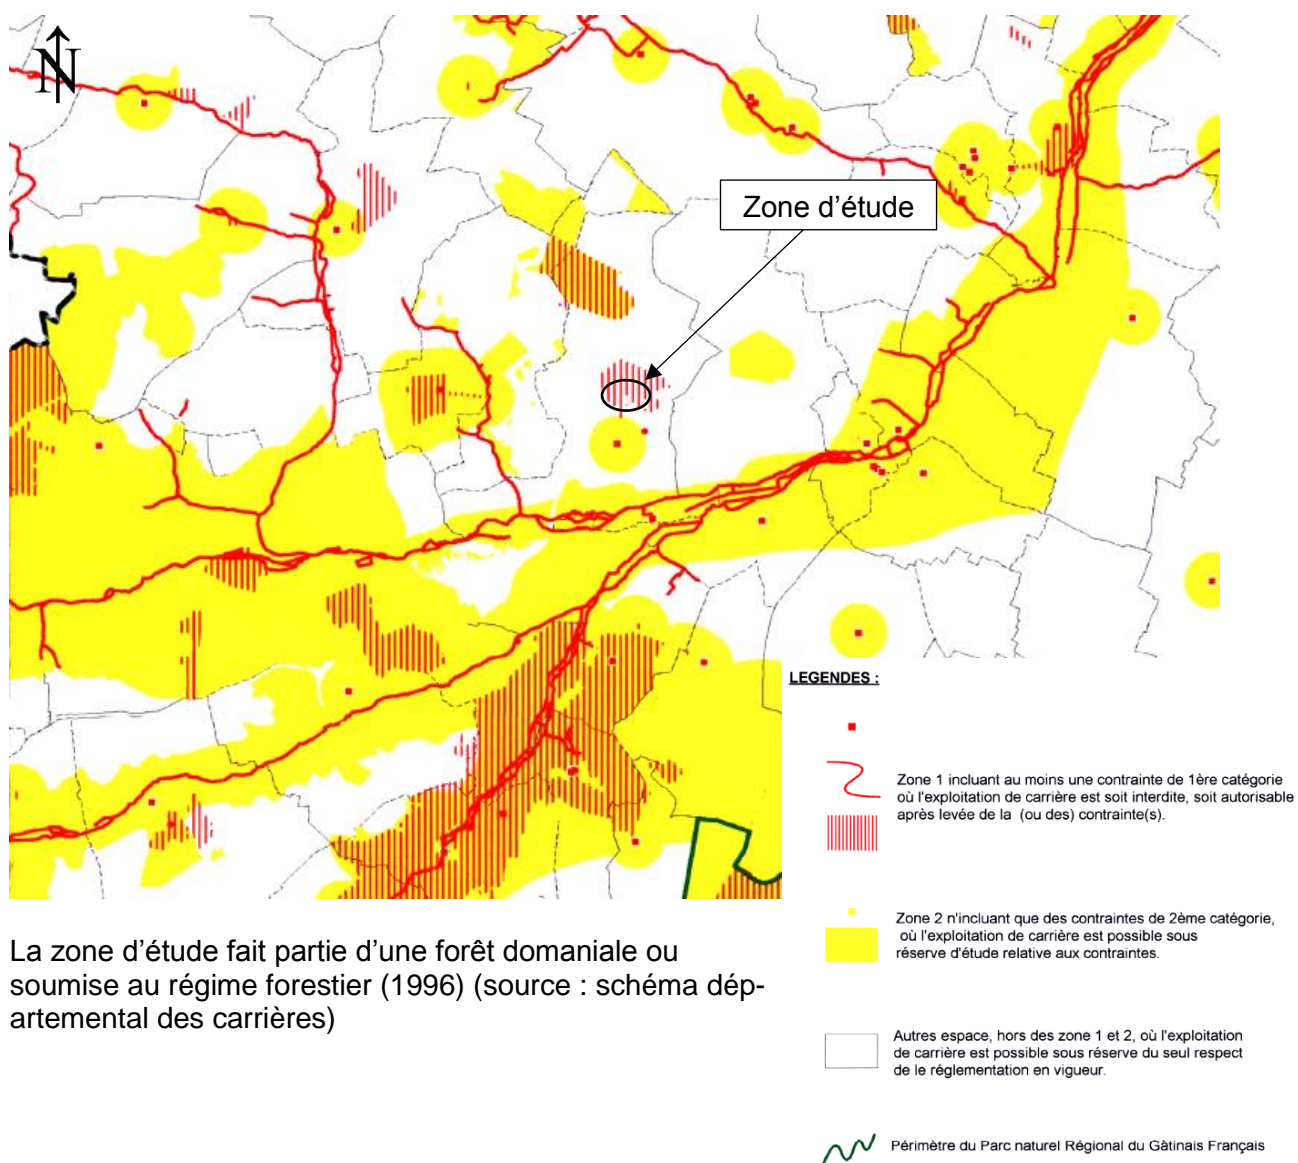 N
Zone d'étude
LEGENDES :
Zone 1 incluant au moins une contrainte de 1ère catégorie
où l'exploitation de carrière est soit interdite, soit autorisable
après levée de la (ou des) contrainte(s).
Zone 2 n'incluant que des contraintes de 2ème catégorie,
où l'exploitation de carrière est possible sous
réserve d'étude relative aux contraintes.
Autres espace, hors des zone 1 et 2, où l'exploitation
de carrière est possible sous réserve du seul respect
de le réglementation en vigueur.
Périmètre du Parc naturel Régional du Gâtinais Français
La zone d'étude fait partie d'une forêt domaniale ou
soumise au régime forestier (1996) (source : schéma dép-
artemental des carrières)